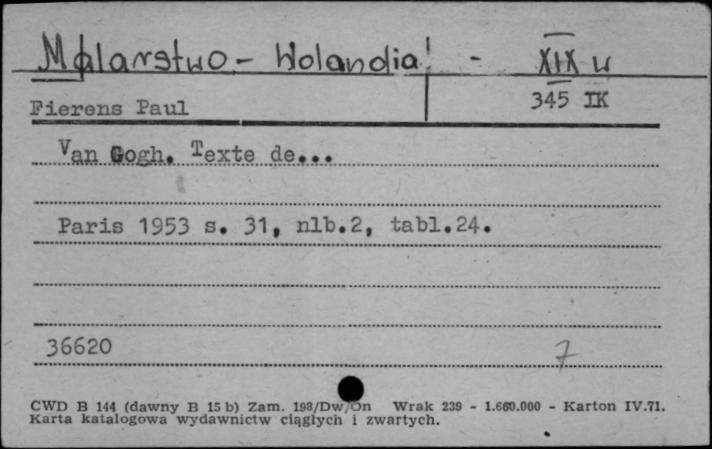 Malarstwo - Holandia - XIX w
Fierens Paul
345 IK
Van Gogh. Texte de...
Paris 1953 s. 31, nlb.2, tabl.24.
36620
7
CWD B 144 (dawny B 15 b) Zam. 198/Dw/On Wrak 239 - 1.660.000 - Karton IV.71.
Karta katalogowa wydawnictw ciągłych i zwartych.